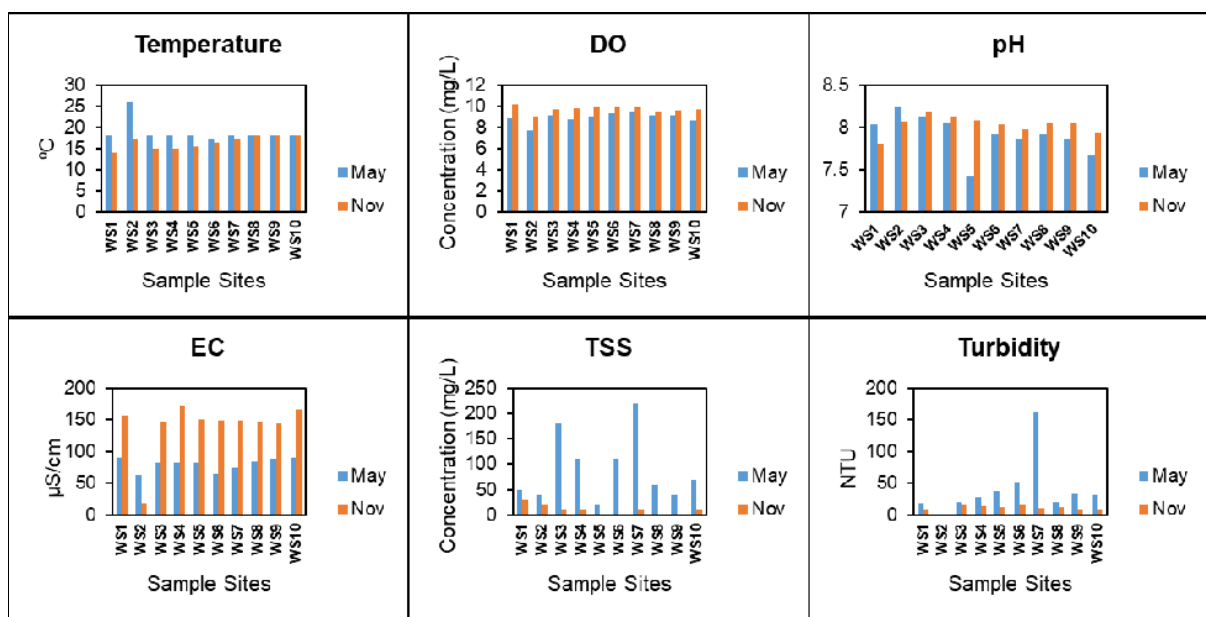 Temperature
30
25
20
15
10
5
0
ºC
WS1 WS2 WS3 WS4 WS5 WS6 WS7 WS8 WS9 WS10
Sample Sites
May
Nov
DO
12
10
8
6
4
2
0
Concentration (mg/L)
WS1 WS2 WS3 WS4 WS5 WS6 WS7 WS8 WS9 WS10
Sample Sites
May
Nov
pH
8.5
8
7.5
7
WS1 WS2 WS3 WS4 WS5 WS6 WS7 WS8 WS9 WS10
Sample Sites
May
Nov
EC
200
150
100
50
0
µS/cm
WS1 WS2 WS3 WS4 WS5 WS6 WS7 WS8 WS9 WS10
Sample Sites
May
Nov
TSS
250
200
150
100
50
0
Concentration (mg/L)
WS1 WS2 WS3 WS4 WS5 WS6 WS7 WS8 WS9 WS10
Sample Sites
May
Nov
Turbidity
200
150
100
50
0
NTU
WS1 WS2 WS3 WS4 WS5 WS6 WS7 WS8 WS9 WS10
Sample Sites
May
Nov